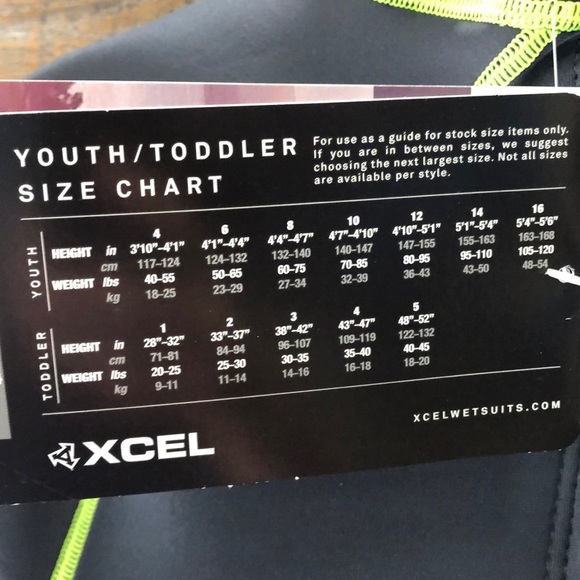 YOUTH/TODDLER
SIZE CHART
For use as a guide for stock size items only.
If you are in between sizes, we suggest
choosing the next largest size. Not all sizes
are available per style.
YOUTH
4 6 8 10 12 14 16
HEIGHT in 3'10"–4'1" 4'1"–4'4" 4'4"–4'7" 4'7"–4'10" 4'10"–5'1" 5'1"–5'4" 5'4"–5'6"
cm 117–124 124–132 132–140 140–147 147–155 155–163 163–168
WEIGHT lbs 40–55 50–65 60–75 70–85 80–95 95–110 105–120
kg 18–25 23–29 27–34 32–39 36–43 43–50 48–54
TODDLER
1 2 3 4 5
HEIGHT in 28"–32" 33"–37" 38"–42" 43"–47" 48"–52"
cm 71–81 84–94 96–107 109–119 122–132
WEIGHT lbs 20–25 25–30 30–35 35–40 40–45
kg 9–11 11–14 14–16 16–18 18–20
XCELWETSUITS.COM
XCEL